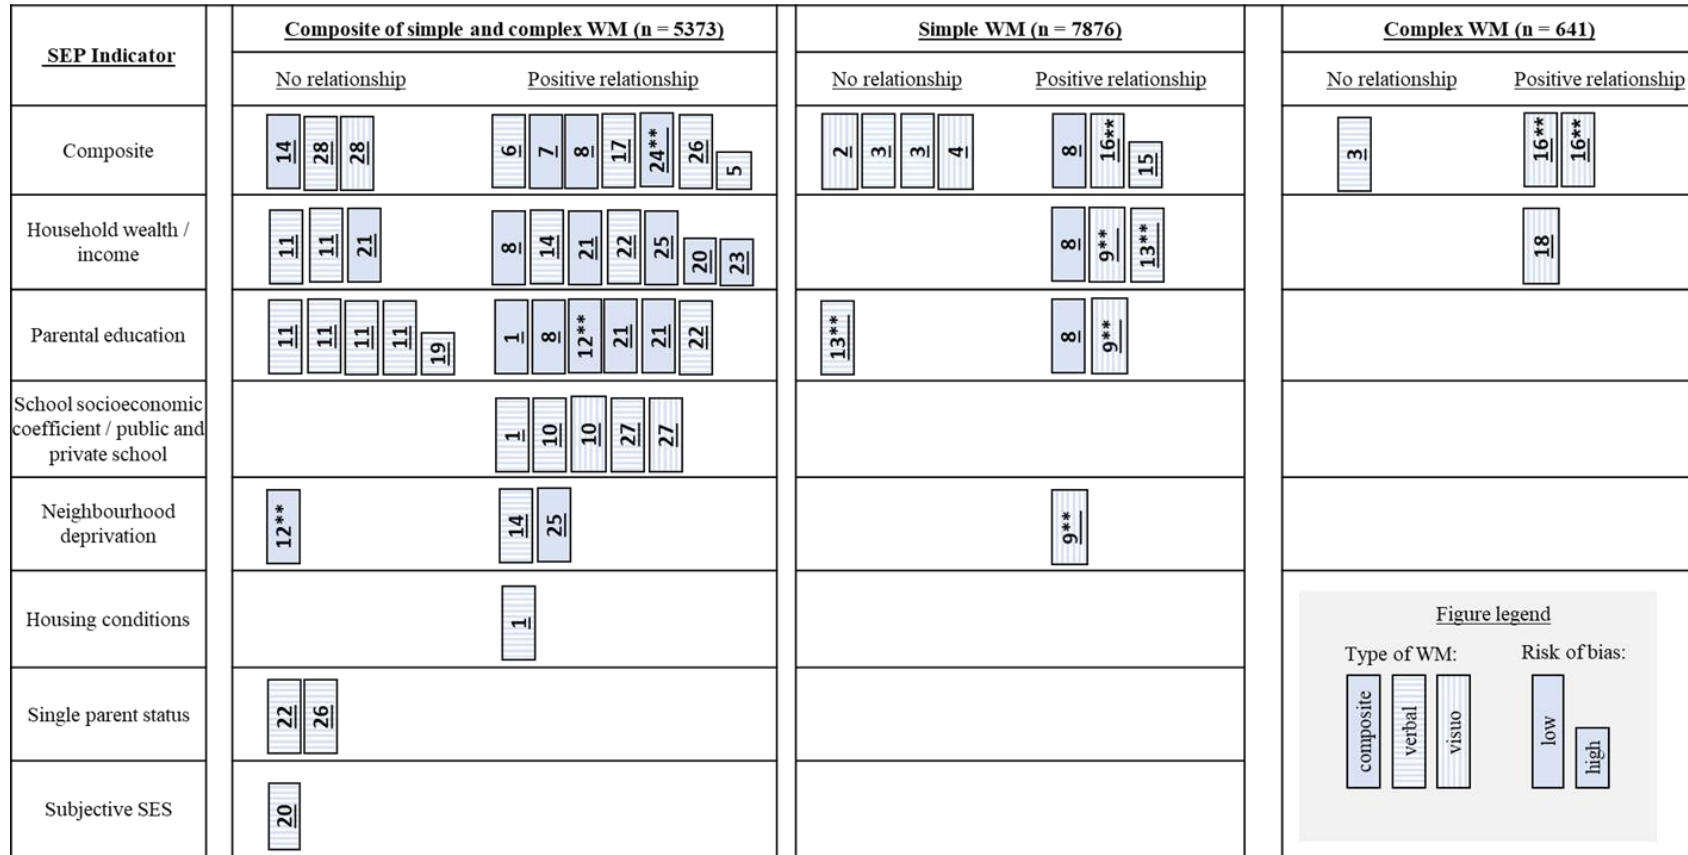 SEP Indicator
Composite of simple and complex WM (n = 5373)
Simple WM (n = 7876)
Complex WM (n = 641)
No relationship
Positive relationship
No relationship
Positive relationship
No relationship
Positive relationship
Composite
14
28
28
6
7
8
17
24**
26
5
2
3
3
4
8
16**
15
3
16**
16**
Household wealth /
income
11
11
21
8
14
21
22
25
20
23
8
9**
13**
18
Parental education
11
11
11
11
19
1
8
12**
21
21
22
13**
8
9**
School socioeconomic
coefficient / public and
private school
1
10
10
27
27
Neighbourhood
deprivation
12**
14
25
9**
Housing conditions
1
Single parent status
22
26
Subjective SES
20
Figure legend
Type of WM:
Risk of bias:
composite
verbal
visuo
low
high